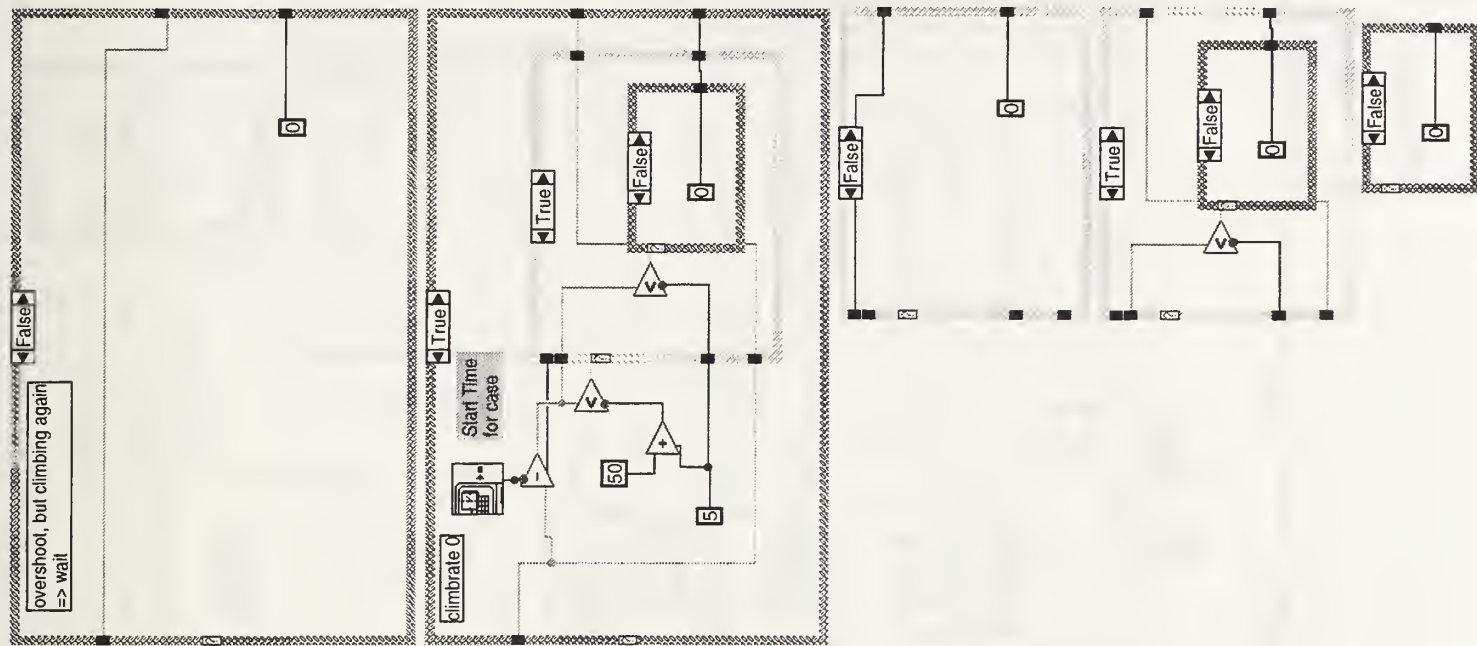 overshoot, but climbing again
=> wait
False
0
climbrate 0
True
Start Time
for case
-
50
+
5
<
True
<
False
0
False
0
True
<
False
0
False
0